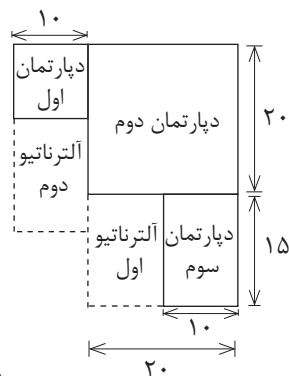 ۱۰
دپارتمان
اول
دپارتمان دوم
۲۰
آلترناتیو
دوم
آلترناتیو
اول
دپارتمان
سوم
۱۵
۱۰
۲۰